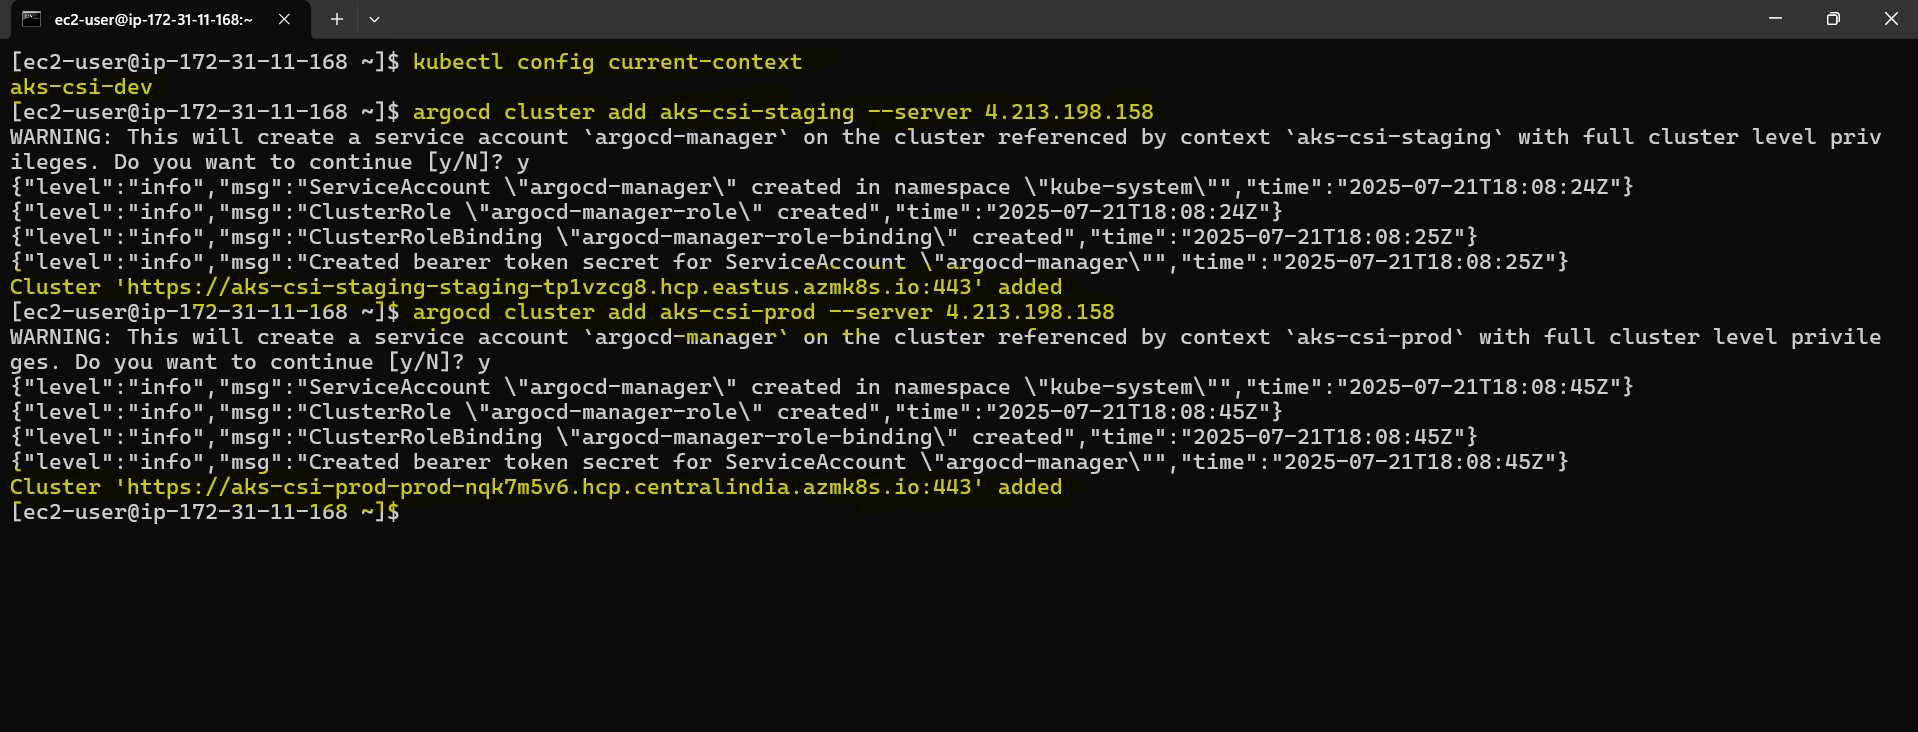 ec2-user@ip-172-31-11-168:~
[ec2-user@ip-172-31-11-168 ~]$ kubectl config current-context
aks-csi-dev
[ec2-user@ip-172-31-11-168 ~]$ argocd cluster add aks-csi-staging --server 4.213.198.158
WARNING: This will create a service account `argocd-manager` on the cluster referenced by context `aks-csi-staging` with full cluster level priv
ileges. Do you want to continue [y/N]? y
{"level":"info","msg":"ServiceAccount \"argocd-manager\" created in namespace \"kube-system\"","time":"2025-07-21T18:08:24Z"}
{"level":"info","msg":"ClusterRole \"argocd-manager-role\" created","time":"2025-07-21T18:08:24Z"}
{"level":"info","msg":"ClusterRoleBinding \"argocd-manager-role-binding\" created","time":"2025-07-21T18:08:25Z"}
{"level":"info","msg":"Created bearer token secret for ServiceAccount \"argocd-manager\"","time":"2025-07-21T18:08:25Z"}
Cluster 'https://aks-csi-staging-staging-tp1vzcg8.hcp.eastus.azmk8s.io:443' added
[ec2-user@ip-172-31-11-168 ~]$ argocd cluster add aks-csi-prod --server 4.213.198.158
WARNING: This will create a service account `argocd-manager` on the cluster referenced by context `aks-csi-prod` with full cluster level privile
ges. Do you want to continue [y/N]? y
{"level":"info","msg":"ServiceAccount \"argocd-manager\" created in namespace \"kube-system\"","time":"2025-07-21T18:08:45Z"}
{"level":"info","msg":"ClusterRole \"argocd-manager-role\" created","time":"2025-07-21T18:08:45Z"}
{"level":"info","msg":"ClusterRoleBinding \"argocd-manager-role-binding\" created","time":"2025-07-21T18:08:45Z"}
{"level":"info","msg":"Created bearer token secret for ServiceAccount \"argocd-manager\"","time":"2025-07-21T18:08:45Z"}
Cluster 'https://aks-csi-prod-prod-nqk7m5v6.hcp.centralindia.azmk8s.io:443' added
[ec2-user@ip-172-31-11-168 ~]$